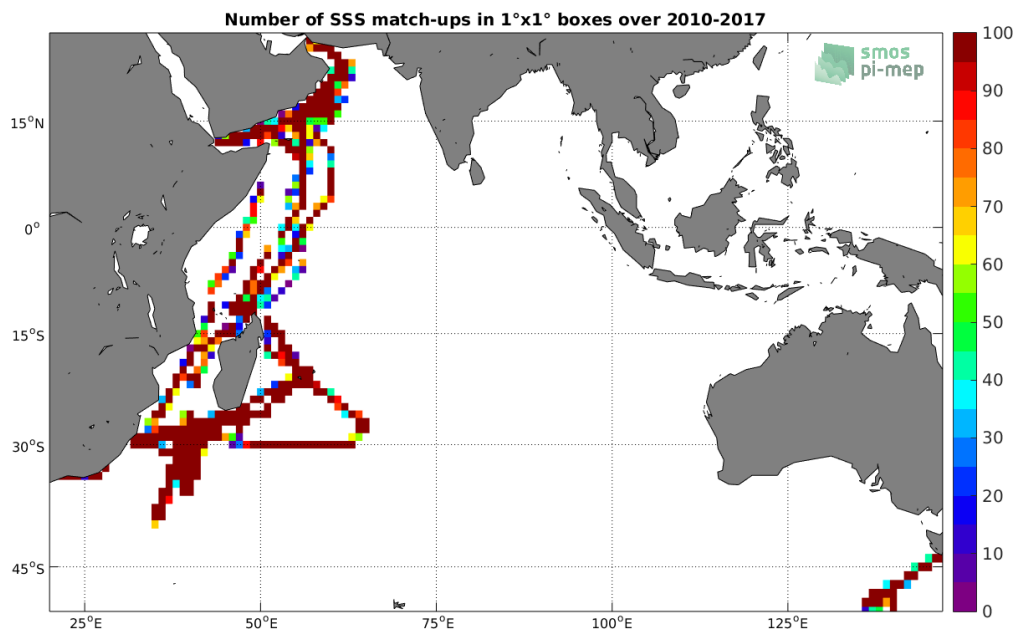 Number of SSS match-ups in 1°x1° boxes over 2010-2017
smos
pi-mep
15°N
0°
15°S
30°S
45°S
25°E
50°E
75°E
100°E
125°E
100
90
80
70
60
50
40
30
20
10
0